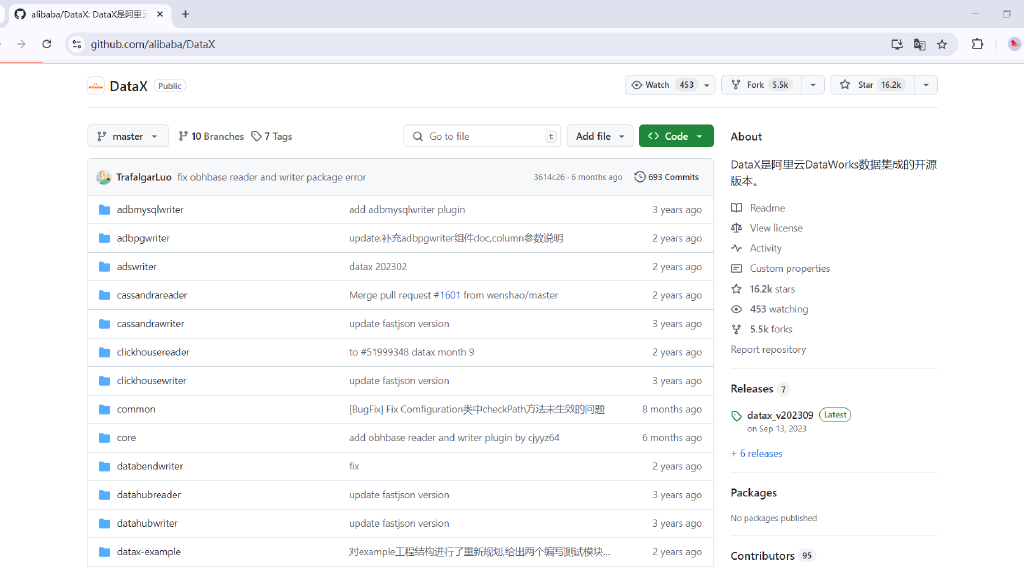 alibaba/DataX: DataX是阿里云
github.com/alibaba/DataX
DataX Public
Watch 453 Fork 5.5k Star 16.2k
master 10 Branches 7 Tags Go to file t Add file Code
TrafalgarLuo fix obhbase reader and writer package error 3614c26 · 6 months ago 693 Commits
adbmysqlwriter add adbmysqlwriter plugin 3 years ago
adbpgwriter update:补充adbpgwriter组件doc,column参数说明 2 years ago
adswriter datax 202302 2 years ago
cassandrareader Merge pull request #1601 from wenshao/master 2 years ago
cassandrawriter update fastjson version 3 years ago
clickhousereader to #51999348 datax month 9 2 years ago
clickhousewriter update fastjson version 3 years ago
common [BugFix] Fix Comfiguration类中checkPath方法未生效的问题 8 months ago
core add obhbase reader and writer plugin by cjyyz64 6 months ago
databendwriter fix 2 years ago
datahubreader update fastjson version 3 years ago
datahubwriter update fastjson version 3 years ago
datax-example 对example工程结构进行了重新规划,给出两个编写测试模块... 2 years ago
About
DataX是阿里云DataWorks数据集成的开源
版本。
Readme
View license
Activity
Custom properties
16.2k stars
453 watching
5.5k forks
Report repository
Releases 7
datax_v202309 Latest
on Sep 13, 2023
+ 6 releases
Packages
No packages published
Contributors 95